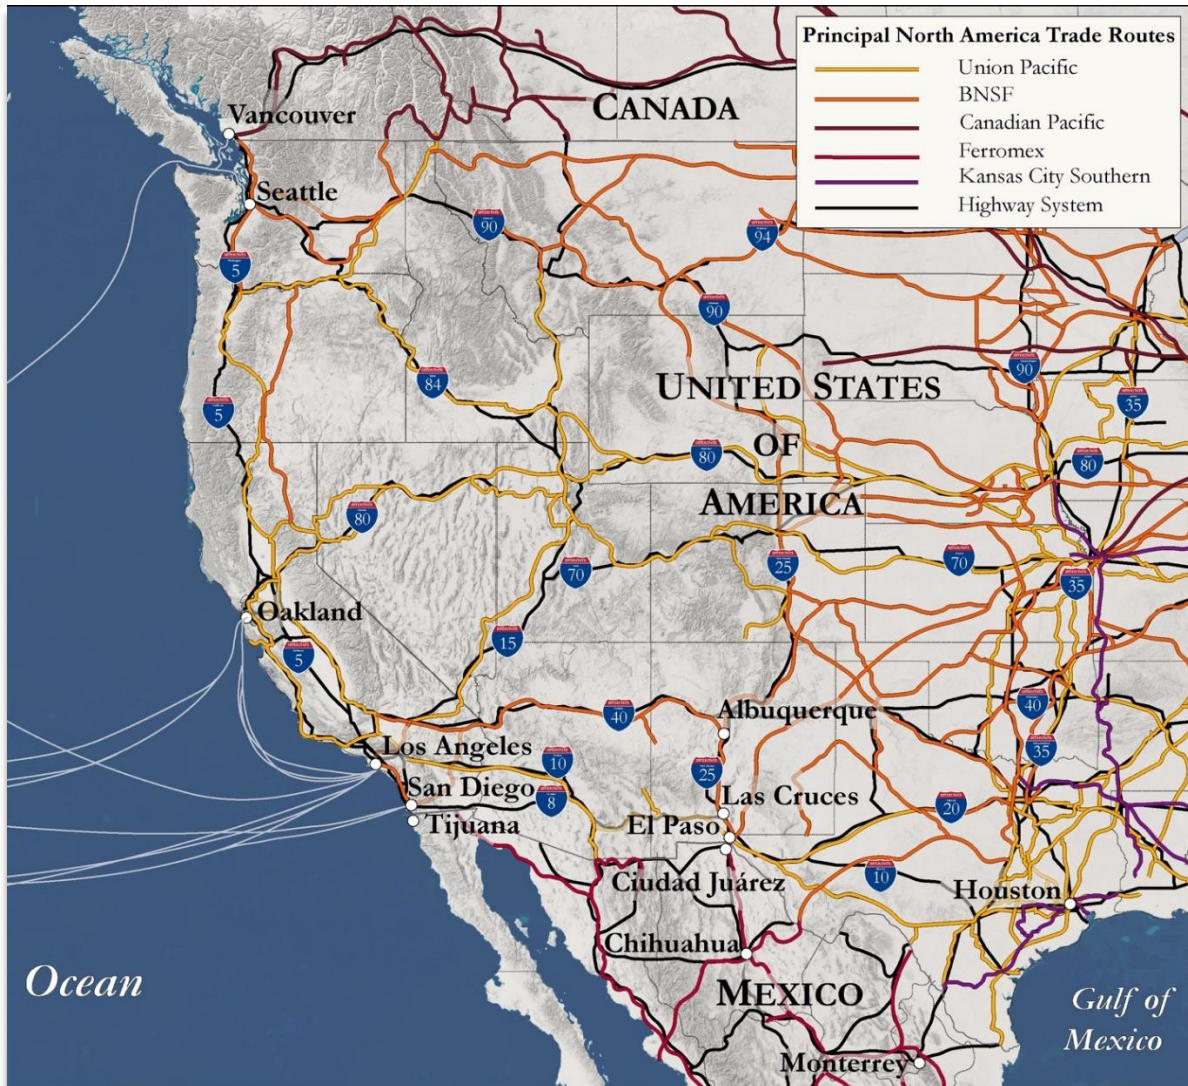 Principal North America Trade Routes
Union Pacific
BNSF
Canadian Pacific
Ferromex
Kansas City Southern
Highway System
CANADA
Vancouver
Seattle
90
94
5
90
84
90
UNITED STATES
35
5
OF
80
80
AMERICA
80
70
25
70
35
Oakland
15
5
40
40
Albuquerque
35
Los Angeles
10
25
San Diego
8
Las Cruces
20
Tijuana
El Paso
10
Ciudad Juárez
Houston
Chihuahua
Ocean
MEXICO
Gulf of
Mexico
Monterrey